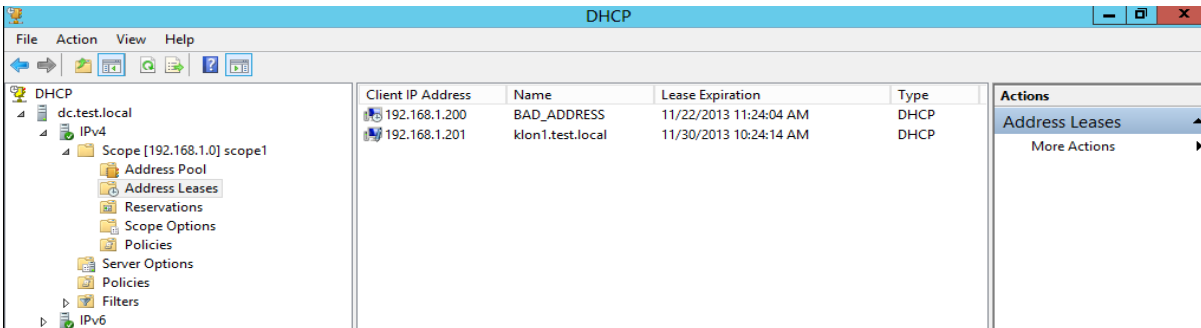 DHCP
File Action View Help
DHCP
dc.test.local
IPv4
Scope [192.168.1.0] scope1
Address Pool
Address Leases
Reservations
Scope Options
Policies
Server Options
Policies
Filters
IPv6
Client IP Address Name Lease Expiration Type
192.168.1.200 BAD_ADDRESS 11/22/2013 11:24:04 AM DHCP
192.168.1.201 klon1.test.local 11/30/2013 10:24:14 AM DHCP
Actions
Address Leases
More Actions